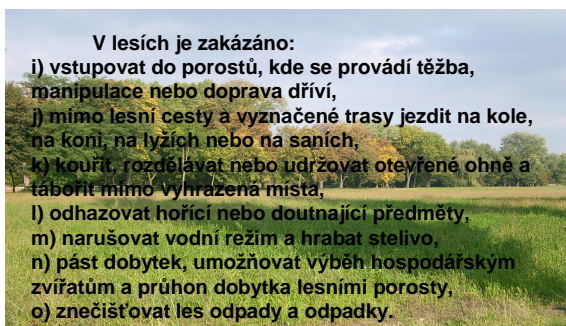 V lesích je zakázáno:
i) vstupovat do porostů, kde se provádí těžba,
manipulace nebo doprava dříví,
j) mimo lesní cesty a vyznačené trasy jezdit na kole,
na koni, na lyžích nebo na saních,
k) kouřit, rozdělávat nebo udržovat otevřené ohně a
tábořit mimo vyhrazená místa,
l) odhazovat hořící nebo doutnající předměty,
m) narušovat vodní režim a hrabat stelivo,
n) pást dobytek, umožňovat výběh hospodářským
zvířatům a průhon dobytka lesními porosty,
o) znečišťovat les odpady a odpadky.